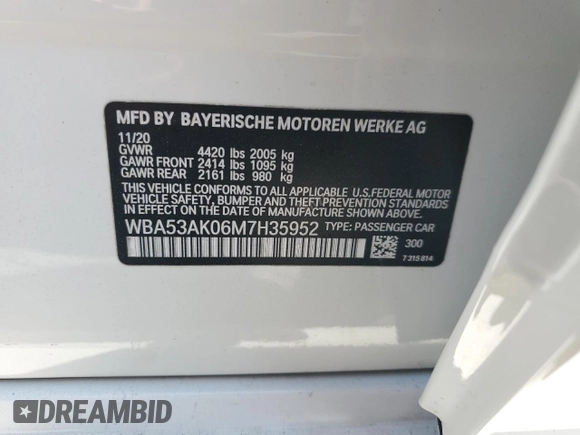 MFD BY BAYERISCHE MOTOREN WERKE AG
11/20
GVWR 4420 lbs 2005 kg
GAWR FRONT 2414 lbs 1095 kg
GAWR REAR 2161 lbs 980 kg
THIS VEHICLE CONFORMS TO ALL APPLICABLE U.S. FEDERAL MOTOR
VEHICLE SAFETY, BUMPER AND THEFT PREVENTION STANDARDS
IN EFFECT ON THE DATE OF MANUFACTURE SHOWN ABOVE.
WBA53AK06M7H35952 TYPE: PASSENGER CAR
300
7 315 814
DREAMBID